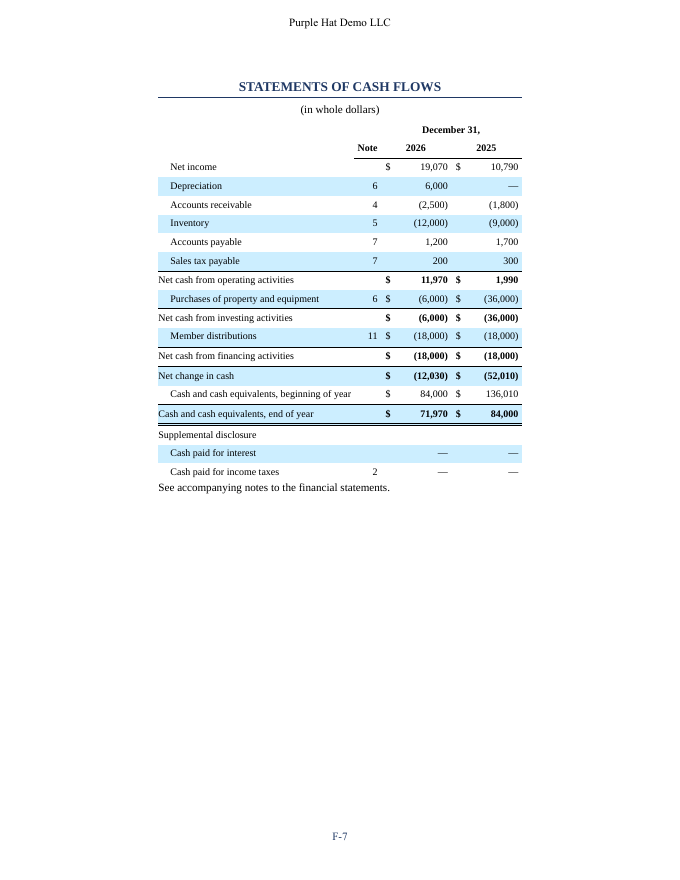 Purple Hat Demo LLC
STATEMENTS OF CASH FLOWS
(in whole dollars)
December 31,
Note 2026 2025
Net income $ 19,070 $ 10,790
Depreciation 6 6,000 —
Accounts receivable 4 (2,500) (1,800)
Inventory 5 (12,000) (9,000)
Accounts payable 7 1,200 1,700
Sales tax payable 7 200 300
Net cash from operating activities $ 11,970 $ 1,990
Purchases of property and equipment 6 $ (6,000) $ (36,000)
Net cash from investing activities $ (6,000) $ (36,000)
Member distributions 11 $ (18,000) $ (18,000)
Net cash from financing activities $ (18,000) $ (18,000)
Net change in cash $ (12,030) $ (52,010)
Cash and cash equivalents, beginning of year $ 84,000 $ 136,010
Cash and cash equivalents, end of year $ 71,970 $ 84,000
Supplemental disclosure
Cash paid for interest — —
Cash paid for income taxes 2 — —
See accompanying notes to the financial statements.
F-7